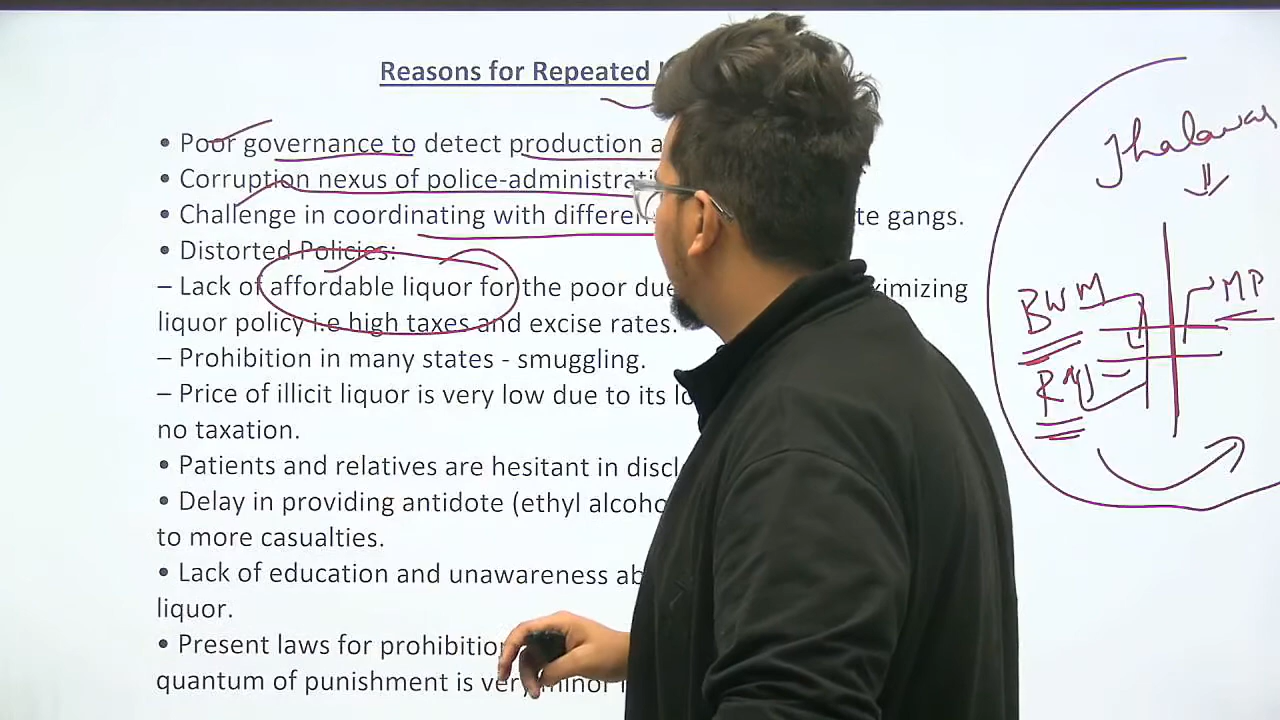 Reasons for Repeated
• Poor governance to detect production
• Corruption nexus of police-administrati
• Challenge in coordinating with differen te gangs.
• Distorted Policies:
– Lack of affordable liquor for the poor due ximizing
liquor policy i.e high taxes and excise rates.
– Prohibition in many states - smuggling.
– Price of illicit liquor is very low due to its
no taxation.
• Patients and relatives are hesitant in discl
• Delay in providing antidote (ethyl alcoho
to more casualties.
• Lack of education and unawareness ab
liquor.
• Present laws for prohibition
quantum of punishment is very minor
Jhalawar
BWM
MP
RJ